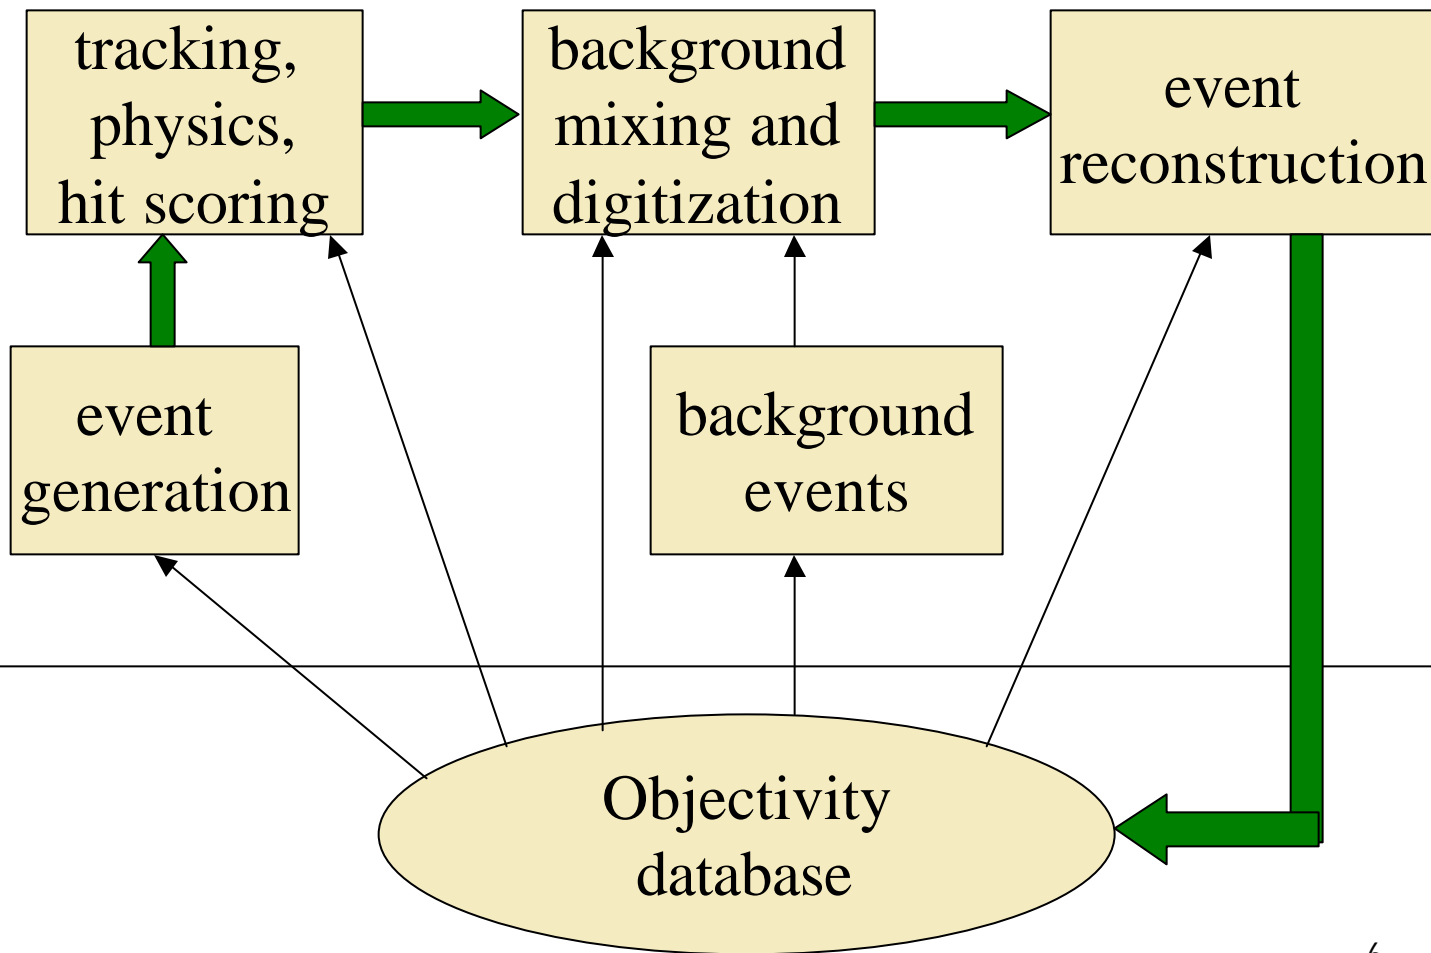 tracking,
physics,
hit scoring
background
mixing and
digitization
event
reconstruction
event
generation
background
events
Objectivity
database